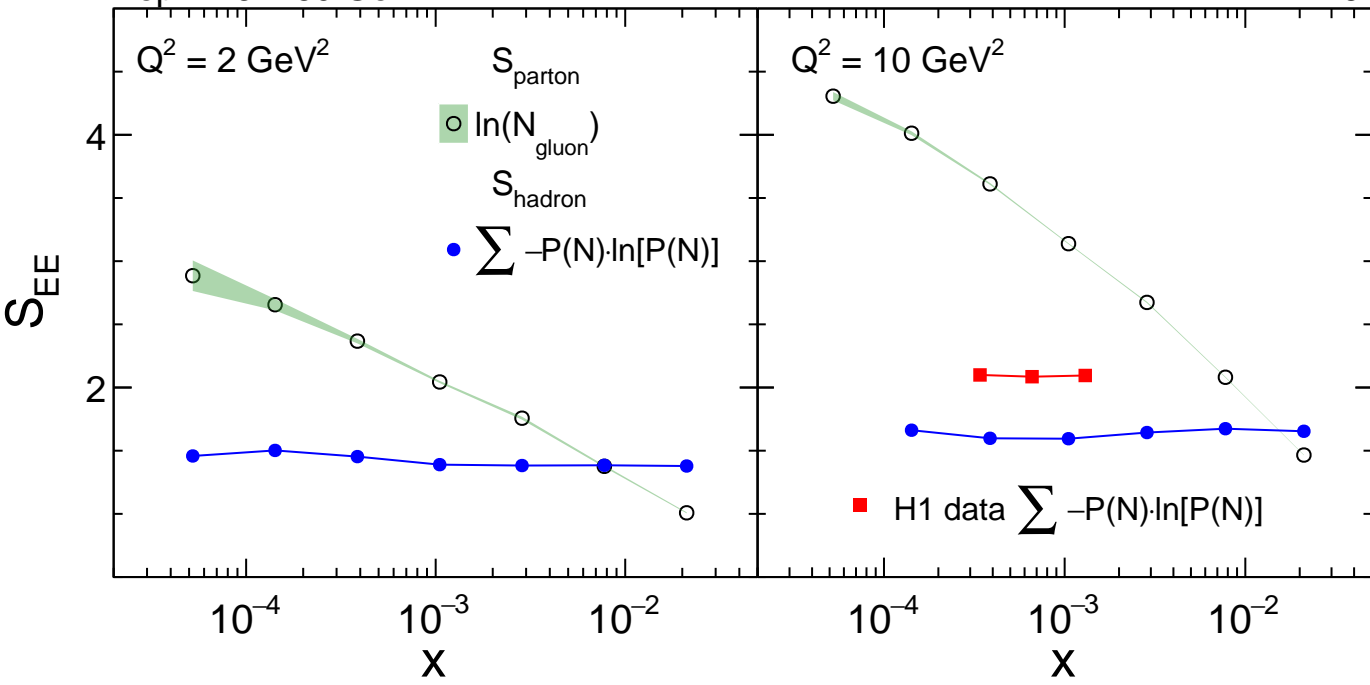 Q² = 2 GeV²
S_parton
ln(N_gluon)
S_hadron
∑ –P(N)·ln[P(N)]
Q² = 10 GeV²
H1 data ∑ –P(N)·ln[P(N)]
S_EE
4
2
10⁻⁴ 10⁻³ 10⁻² 10⁻⁴ 10⁻³ 10⁻²
x x